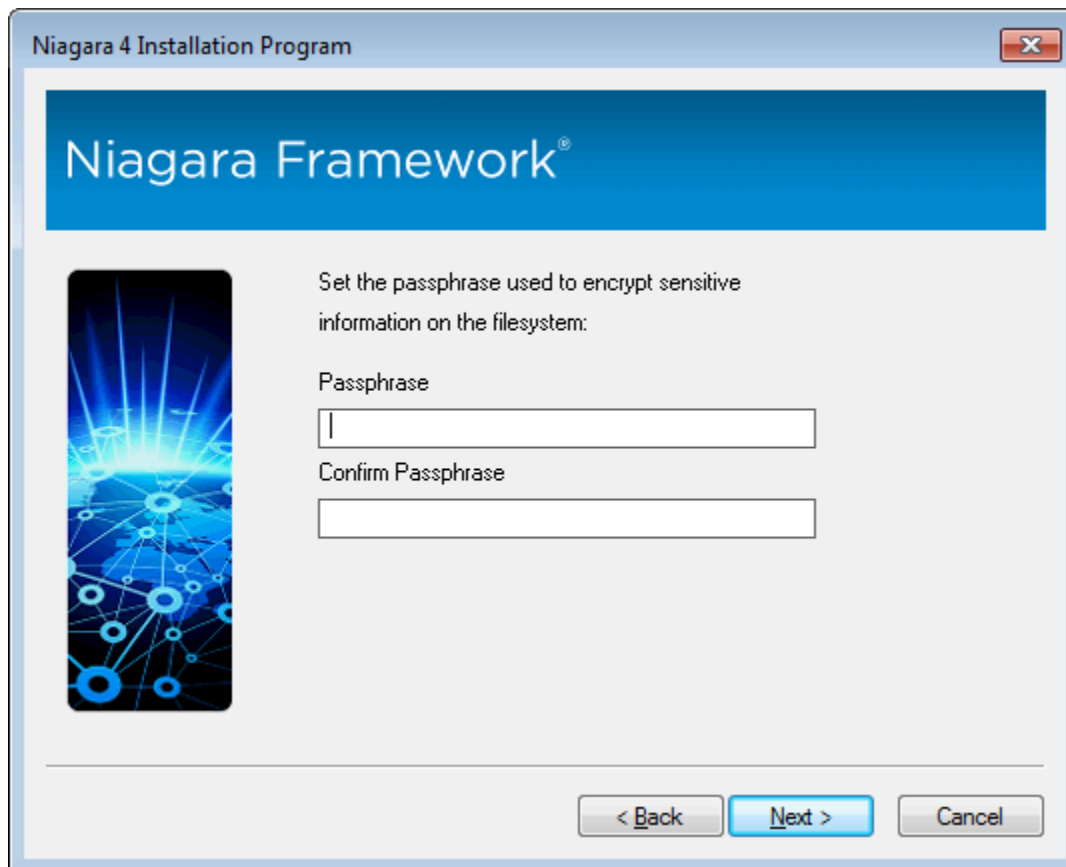 Niagara 4 Installation Program
Niagara Framework®
Set the passphrase used to encrypt sensitive
information on the filesystem:
Passphrase
Confirm Passphrase
< Back
Next >
Cancel